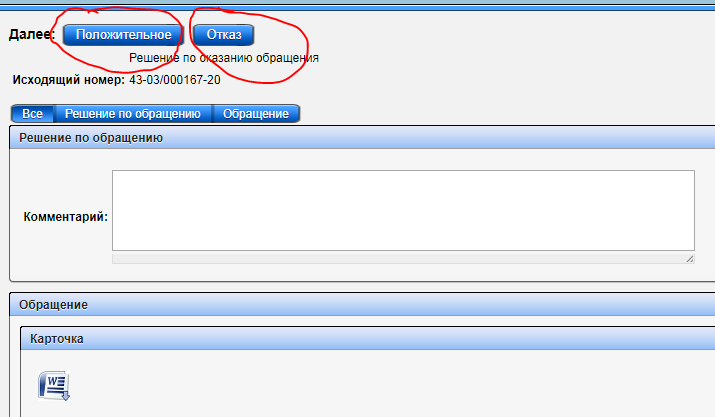 Далее: Положительное Отказ
Решение по оказанию обращения
Исходящий номер: 43-03/000167-20
Все Решение по обращению Обращение
Решение по обращению
Комментарий:
Обращение
Карточка
W